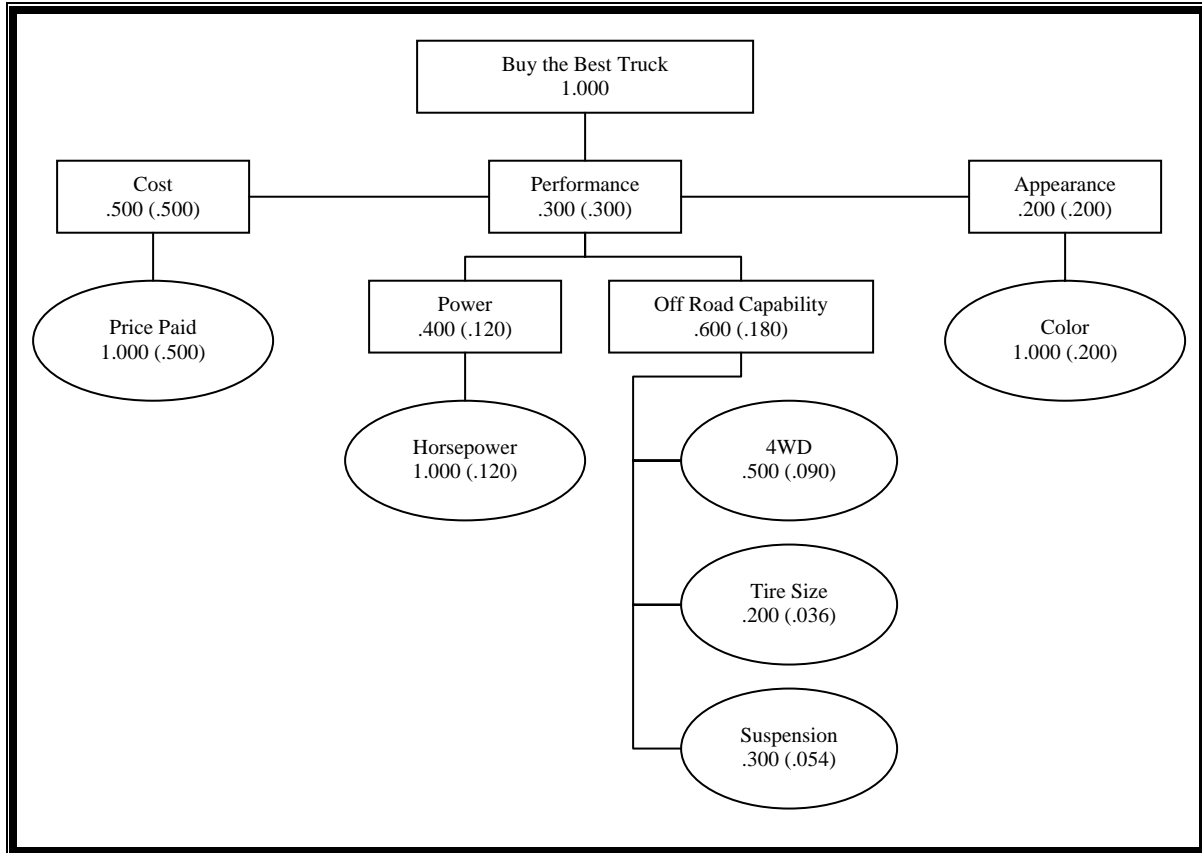 Buy the Best Truck
1.000
Cost
.500 (.500)
Performance
.300 (.300)
Appearance
.200 (.200)
Price Paid
1.000 (.500)
Power
.400 (.120)
Off Road Capability
.600 (.180)
Color
1.000 (.200)
Horsepower
1.000 (.120)
4WD
.500 (.090)
Tire Size
.200 (.036)
Suspension
.300 (.054)